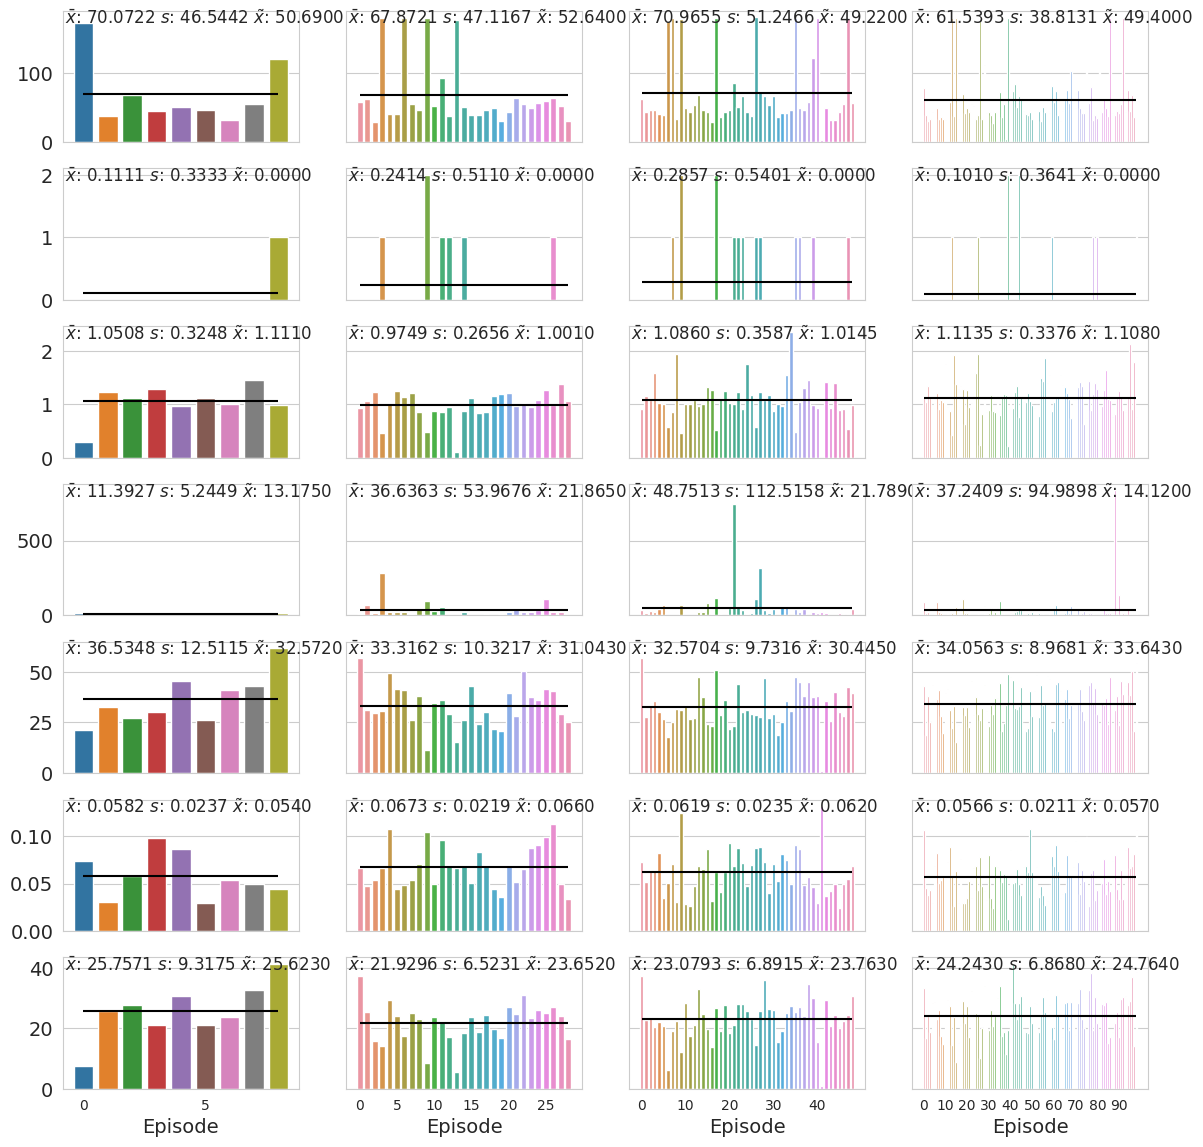 x̄: 70.0722 s: 46.5442 x̃: 50.6900
x̄: 67.8721 s: 47.1167 x̃: 52.6400
x̄: 70.9655 s: 51.2466 x̃: 49.2200
x̄: 61.5393 s: 38.8131 x̃: 49.4000
100
0
x̄: 0.1111 s: 0.3333 x̃: 0.0000
x̄: 0.2414 s: 0.5110 x̃: 0.0000
x̄: 0.2857 s: 0.5401 x̃: 0.0000
x̄: 0.1010 s: 0.3641 x̃: 0.0000
2
1
0
x̄: 1.0508 s: 0.3248 x̃: 1.1110
x̄: 0.9749 s: 0.2656 x̃: 1.0010
x̄: 1.0860 s: 0.3587 x̃: 1.0145
x̄: 1.1135 s: 0.3376 x̃: 1.1080
2
1
0
x̄: 11.3927 s: 5.2449 x̃: 13.1750
x̄: 36.6363 s: 53.9676 x̃: 21.8650
x̄: 48.7513 s: 112.5158 x̃: 21.7890
x̄: 37.2409 s: 94.9898 x̃: 14.1200
500
0
x̄: 36.5348 s: 12.5115 x̃: 32.5720
x̄: 33.3162 s: 10.3217 x̃: 31.0430
x̄: 32.5704 s: 9.7316 x̃: 30.4450
x̄: 34.0563 s: 8.9681 x̃: 33.6430
50
25
0
x̄: 0.0582 s: 0.0237 x̃: 0.0540
x̄: 0.0673 s: 0.0219 x̃: 0.0660
x̄: 0.0619 s: 0.0235 x̃: 0.0620
x̄: 0.0566 s: 0.0211 x̃: 0.0570
0.10
0.05
0.00
x̄: 25.7571 s: 9.3175 x̃: 25.6230
x̄: 21.9296 s: 6.5231 x̃: 23.6520
x̄: 23.0793 s: 6.8915 x̃: 23.7630
x̄: 24.2430 s: 6.8680 x̃: 24.7640
40
20
0
0 5
0 5 10 15 20 25
0 10 20 30 40
0 10 20 30 40 50 60 70 80 90
Episode
Episode
Episode
Episode